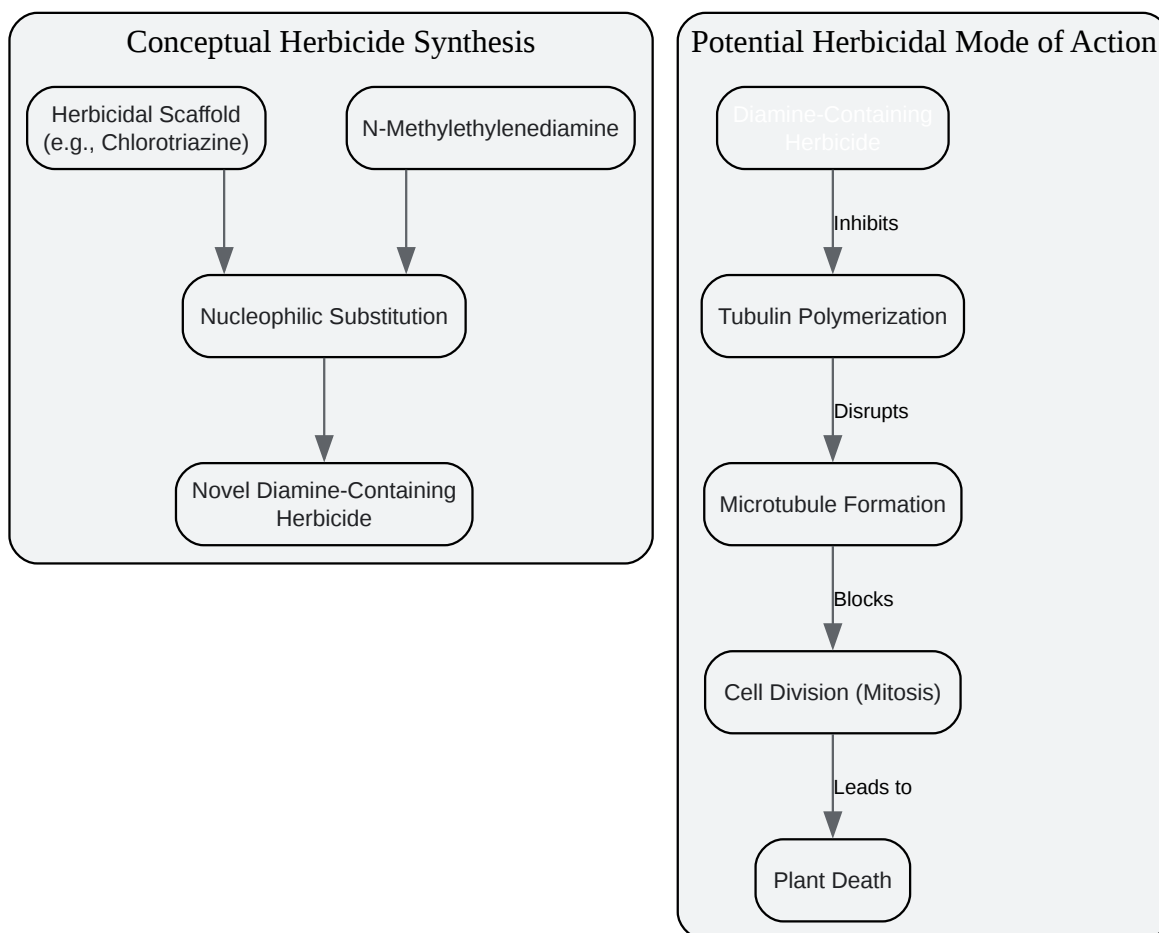 Conceptual Herbicide Synthesis
Herbicidal Scaffold
(e.g., Chlorotriazine)
N-Methylethylenediamine
Nucleophilic Substitution
Novel Diamine-Containing
Herbicide
Potential Herbicidal Mode of Action
Diamine-Containing
Herbicide
Inhibits
Tubulin Polymerization
Disrupts
Microtubule Formation
Blocks
Cell Division (Mitosis)
Leads to
Plant Death